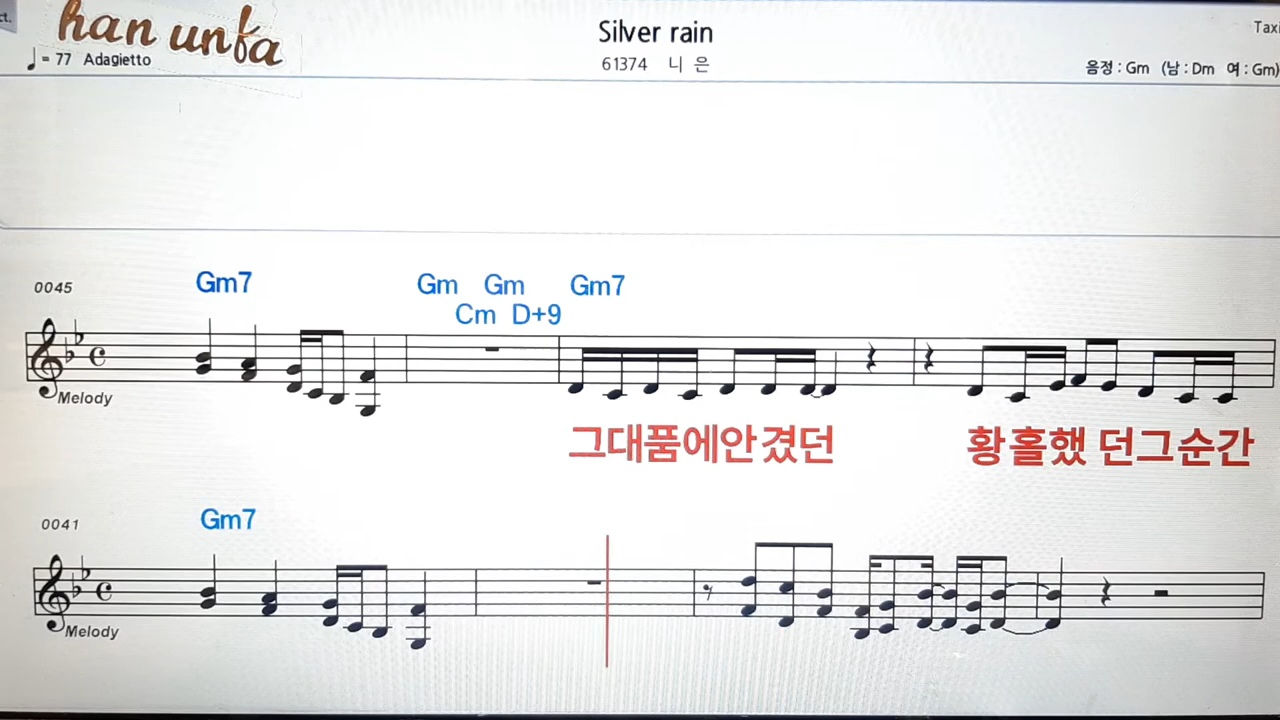 ct.
han unfa
Silver rain
Taxi
♩= 77 Adagietto
61374 니 은
음정 : Gm (남 : Dm 여 : Gm)
0045
Gm7 Gm Gm Gm7
Cm D+9
Melody
그대품에안겼던 황홀했 던그순간
0041
Gm7
Melody